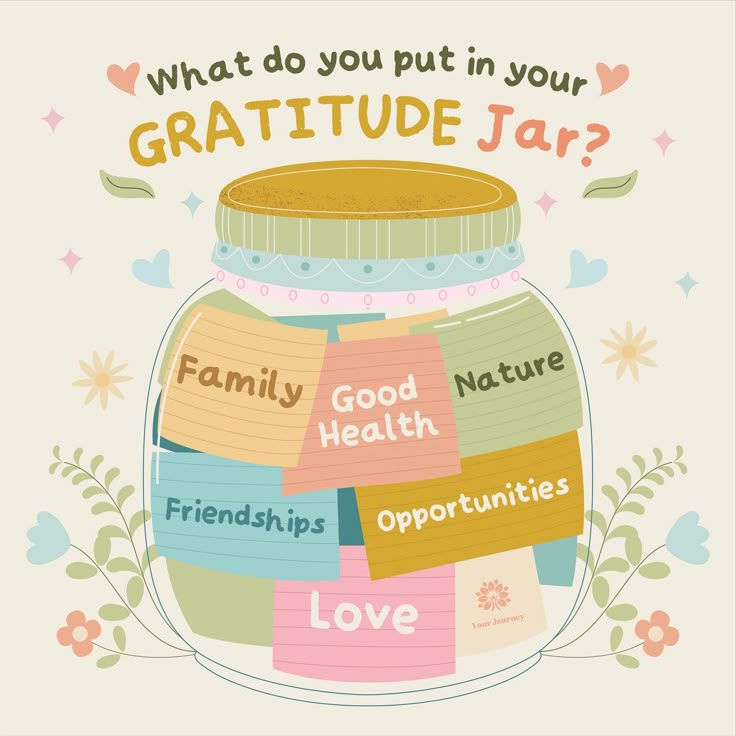 What do you put in your
GRATITUDE Jar?
Family
Good
Health
Nature
Friendships
Opportunities
Love
Your Journey